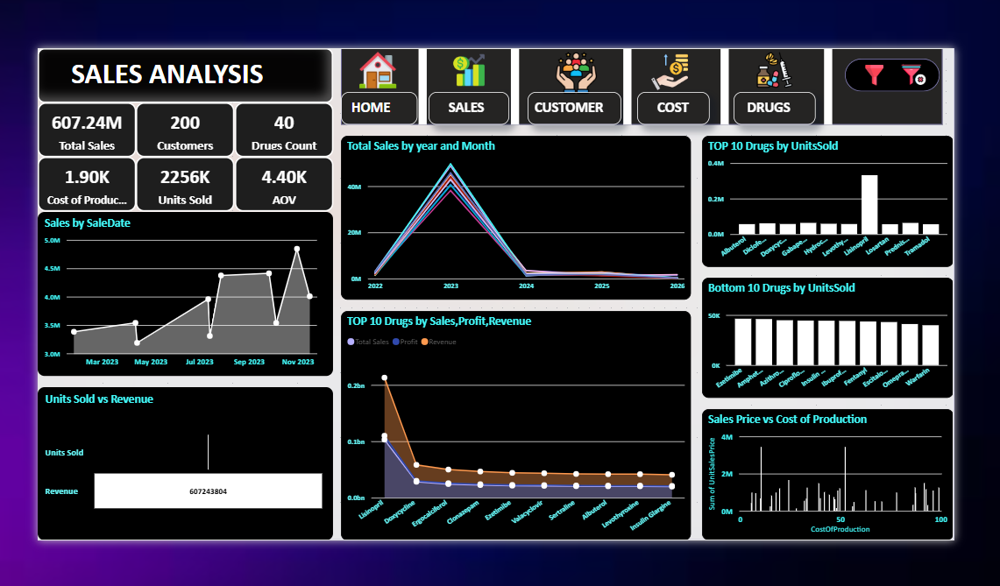 SALES ANALYSIS
HOME
SALES
CUSTOMER
COST
DRUGS
607.24M
Total Sales
200
Customers
40
Drugs Count
1.90K
Cost of Produc...
2256K
Units Sold
4.40K
AOV
Sales by SaleDate
5.0M
4.5M
4.0M
3.5M
3.0M
Mar 2023 May 2023 Jul 2023 Sep 2023 Nov 2023
Units Sold vs Revenue
Units Sold
Revenue
607243804
Total Sales by year and Month
40M
20M
0M
2022 2023 2024 2025 2026
TOP 10 Drugs by Sales,Profit,Revenue
Total Sales Profit Revenue
0.2bn
0.1bn
0.0bn
Lisinopril Doxycycline Ergocalciferol Clonazepam Ezetimibe Valacyclovir Sertraline Albuterol Levothyroxine Insulin Glargine
TOP 10 Drugs by UnitsSold
0.4M
0.2M
0.0M
Albuterol Diclofe... Doxycyc... Gabape... Hydroc... Levothy... Lisinopril Losartan Prednis... Tramadol
Bottom 10 Drugs by UnitsSold
50K
0K
Ezetimibe Amphet... Azithro... Ciproflo... Insulin ... Ibuprof... Fentanyl Escitalo... Omepra... Warfarin
Sales Price vs Cost of Production
Sum of UnitSalesPrice
4M
2M
0M
0 50 100
CostOfProduction